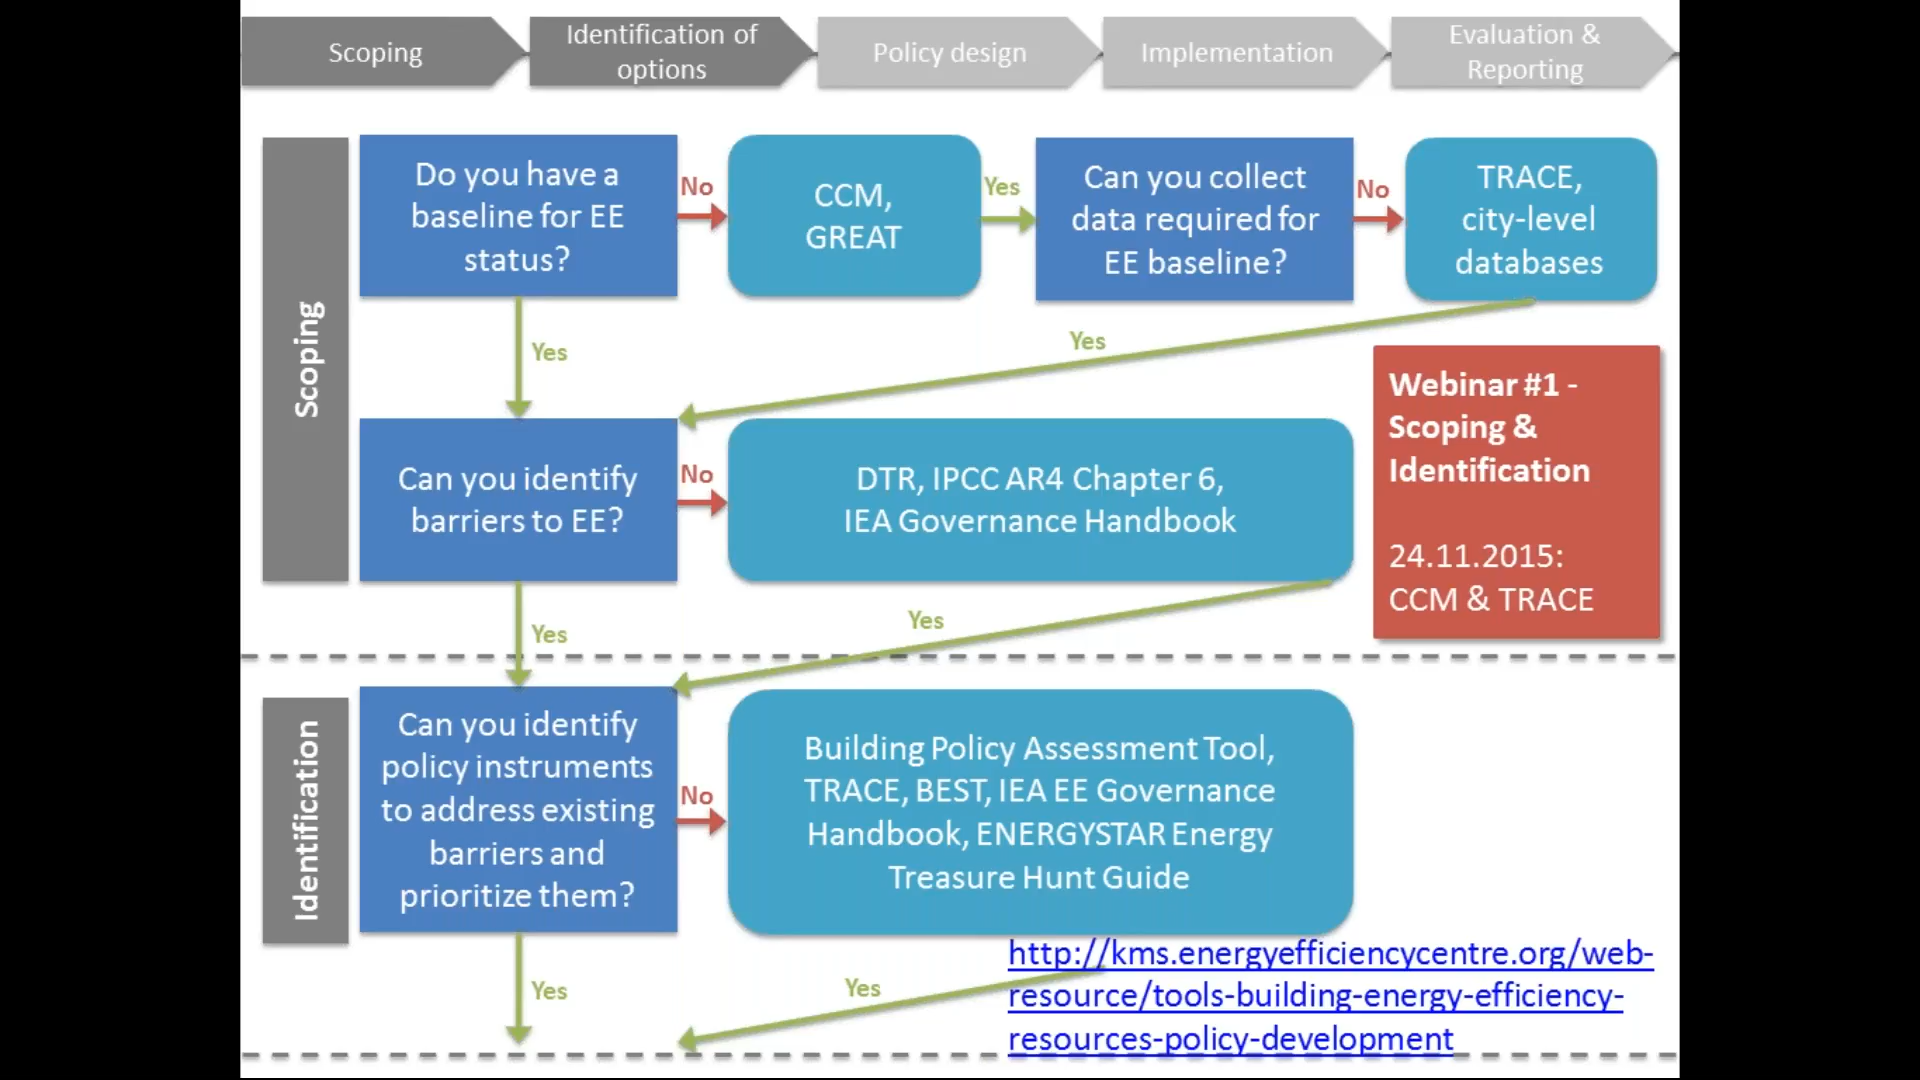 Scoping
Identification of
options
Policy design
Implementation
Evaluation &
Reporting
Scoping
Do you have a
baseline for EE
status?
No
CCM,
GREAT
Yes
Can you collect
data required for
EE baseline?
No
TRACE,
city-level
databases
Yes
Yes
Can you identify
barriers to EE?
No
DTR, IPCC AR4 Chapter 6,
IEA Governance Handbook
Webinar #1 -
Scoping &
Identification
24.11.2015:
CCM & TRACE
Yes
Yes
Identification
Can you identify
policy instruments
to address existing
barriers and
prioritize them?
No
Building Policy Assessment Tool,
TRACE, BEST, IEA EE Governance
Handbook, ENERGYSTAR Energy
Treasure Hunt Guide
Yes
Yes
http://kms.energyefficiencycentre.org/web-
resource/tools-building-energy-efficiency-
resources-policy-development